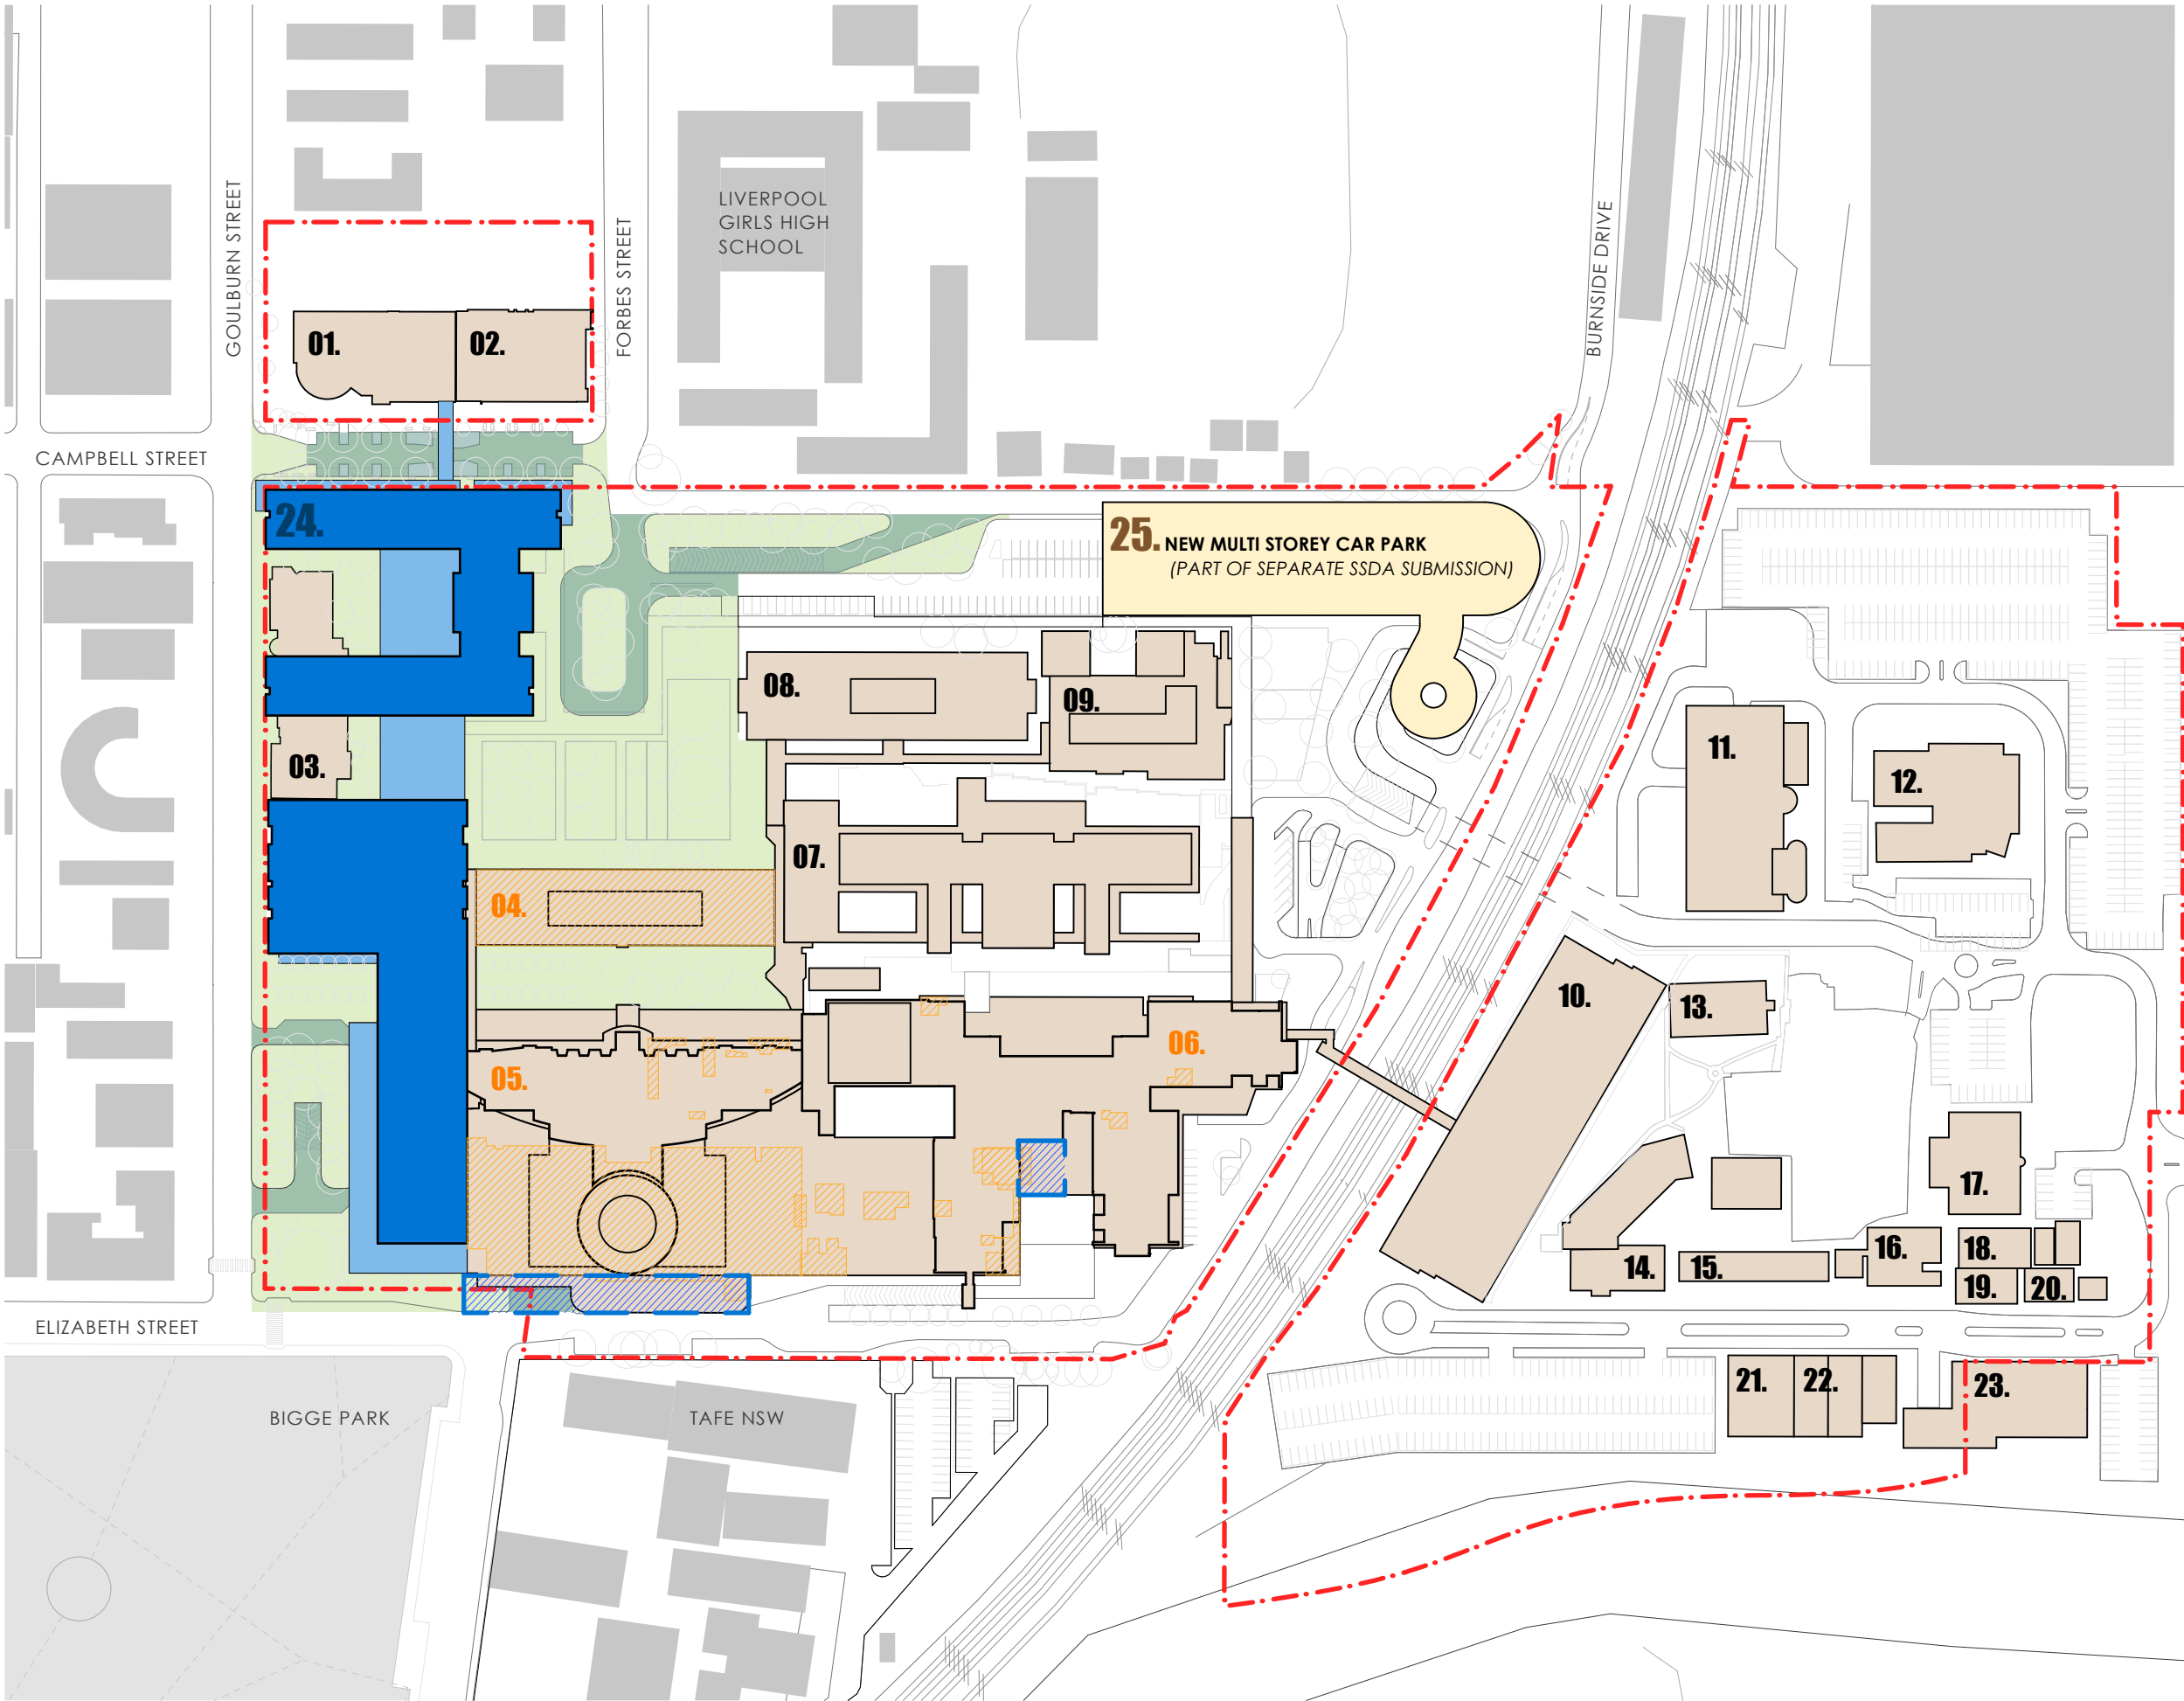 LIVERPOOL
GIRLS HIGH
SCHOOL
GOULBURN STREET
FORBES STREET
BURNSIDE DRIVE
01.
02.
CAMPBELL STREET
24.
25. NEW MULTI STOREY CAR PARK
(PART OF SEPARATE SSDA SUBMISSION)
08.
09.
03.
11.
12.
07.
04.
10.
13.
06.
05.
17.
14.
15.
16.
18.
19.
20.
ELIZABETH STREET
21.
22.
23.
BIGGE PARK
TAFE NSW